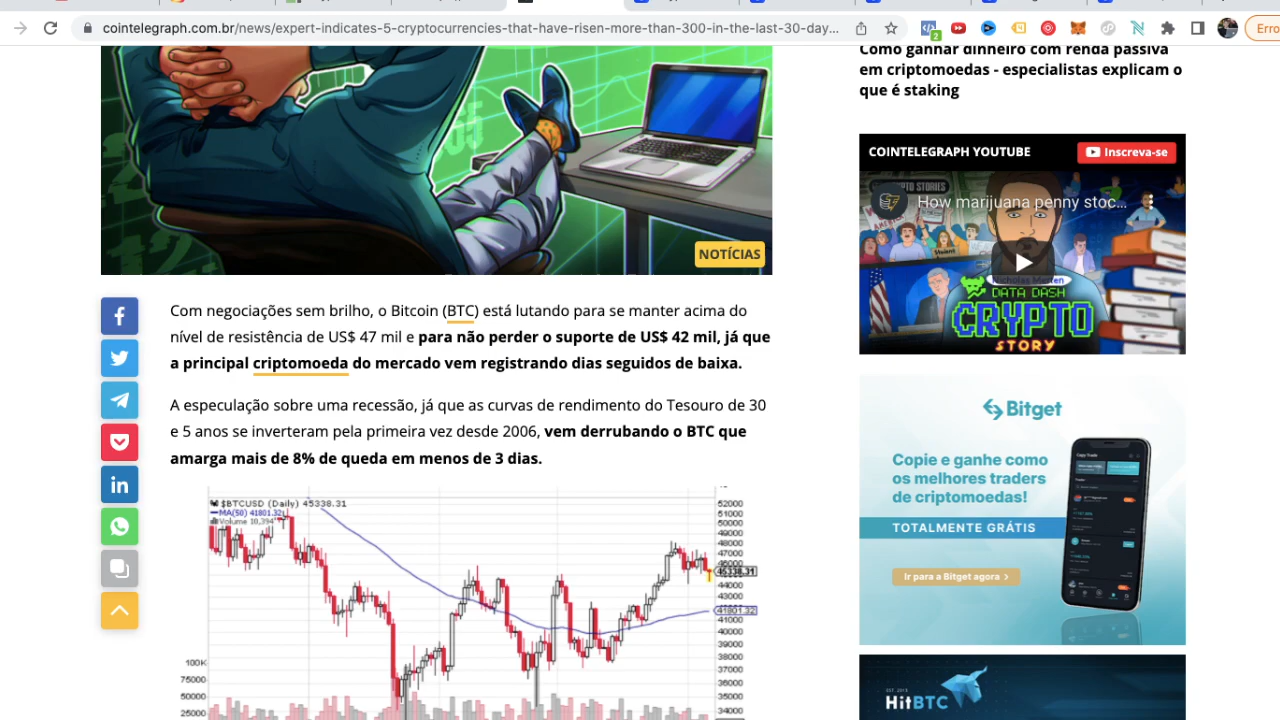 cointelegraph.com.br/news/expert-indicates-5-cryptocurrencies-that-have-risen-more-than-300-in-the-last-30-day...
2
Erro
Como ganhar dinheiro com renda passiva
em criptomoedas - especialistas explicam o
que é staking
COINTELEGRAPH YOUTUBE
Inscreva-se
How marijuana penny stoc...
DATA DASH
CRYPTO
STORY
NOTÍCIAS
Com negociações sem brilho, o Bitcoin (BTC) está lutando para se manter acima do
nível de resistência de US$ 47 mil e para não perder o suporte de US$ 42 mil, já que
a principal criptomoeda do mercado vem registrando dias seguidos de baixa.
A especulação sobre uma recessão, já que as curvas de rendimento do Tesouro de 30
e 5 anos se inverteram pela primeira vez desde 2006, vem derrubando o BTC que
amarga mais de 8% de queda em menos de 3 dias.
$BTCUSD (Daily) 45338.31
MA(50) 41801.32
Volume 10,394
52000
51000
50000
49000
48000
47000
45338.31
44000
43000
41801.32
41000
40000
39000
38000
37000
36000
35000
34000
100K
75000
50000
25000
Bitget
Copie e ganhe como
os melhores traders
de criptomoedas!
TOTALMENTE GRÁTIS
Ir para a Bitget agora >
EST. 2013
HitBTC